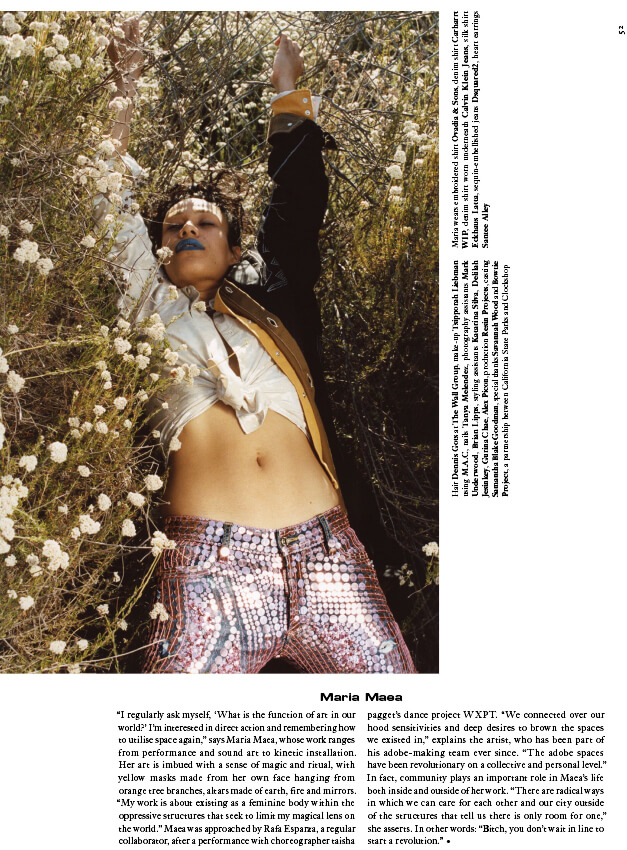 52
Maria wears embroidered shirt Ovadia & Sons, denim shirt Carhartt
WIP, denim shirt worn underneath Calvin Klein Jeans, silk shirt
Eckhaus Latta, sequin-embellished jeans Dsquared2, heart earrings
Santee Alley
Hair Dennis Gots at The Wall Group, make-up Tsipporah Liebman
using M.A.C., nails Tanya Melendez, photography assistants Mark
Underwood, Brian Lipps, styling assistants Katarina Silva, Delilah
Jesinkey, Garina Chae, Alex Picon, production Resin Projects, casting
Samantha Blake Goodman, special thanks Savannah Wood and Bowtie
Project, a partnership between California State Parks and Clockshop
Maria Maea
“I regularly ask myself, ‘What is the function of art in our
world?’ I’m interested in direct action and remembering how
to utilise space again,” says Maria Maea, whose work ranges
from performance and sound art to kinetic installation.
Her art is imbued with a sense of magic and ritual, with
yellow masks made from her own face hanging from
orange tree branches, altars made of earth, fire and mirrors.
“My work is about existing as a feminine body within the
oppressive structures that seek to limit my magical lens on
the world.” Maea was approached by Rafa Esparza, a regular
collaborator, after a performance with choreographer taisha
paggett’s dance project WXPT. “We connected over our
hood sensitivities and deep desires to brown the spaces
we existed in,” explains the artist, who has been part of
his adobe-making team ever since. “The adobe spaces
have been revolutionary on a collective and personal level.”
In fact, community plays an important role in Maea’s life
both inside and outside of her work. “There are radical ways
in which we can care for each other and our city outside
of the structures that tell us there is only room for one,”
she asserts. In other words: “Bitch, you don’t wait in line to
start a revolution.” •